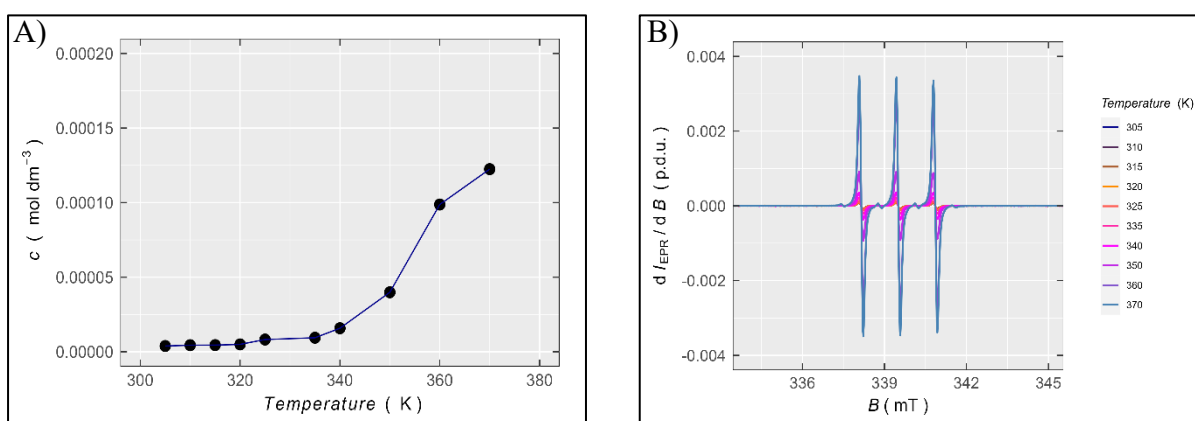 A)
0.00020
0.00015
0.00010
0.00005
0.00000
c ( mol dm⁻³ )
300 320 340 360 380
Temperature ( K )
B)
0.004
0.002
0.000
-0.002
-0.004
d I EPR / d B ( p.d.u. )
336 339 342 345
B ( mT )
Temperature (K)
305
310
315
320
325
335
340
350
360
370